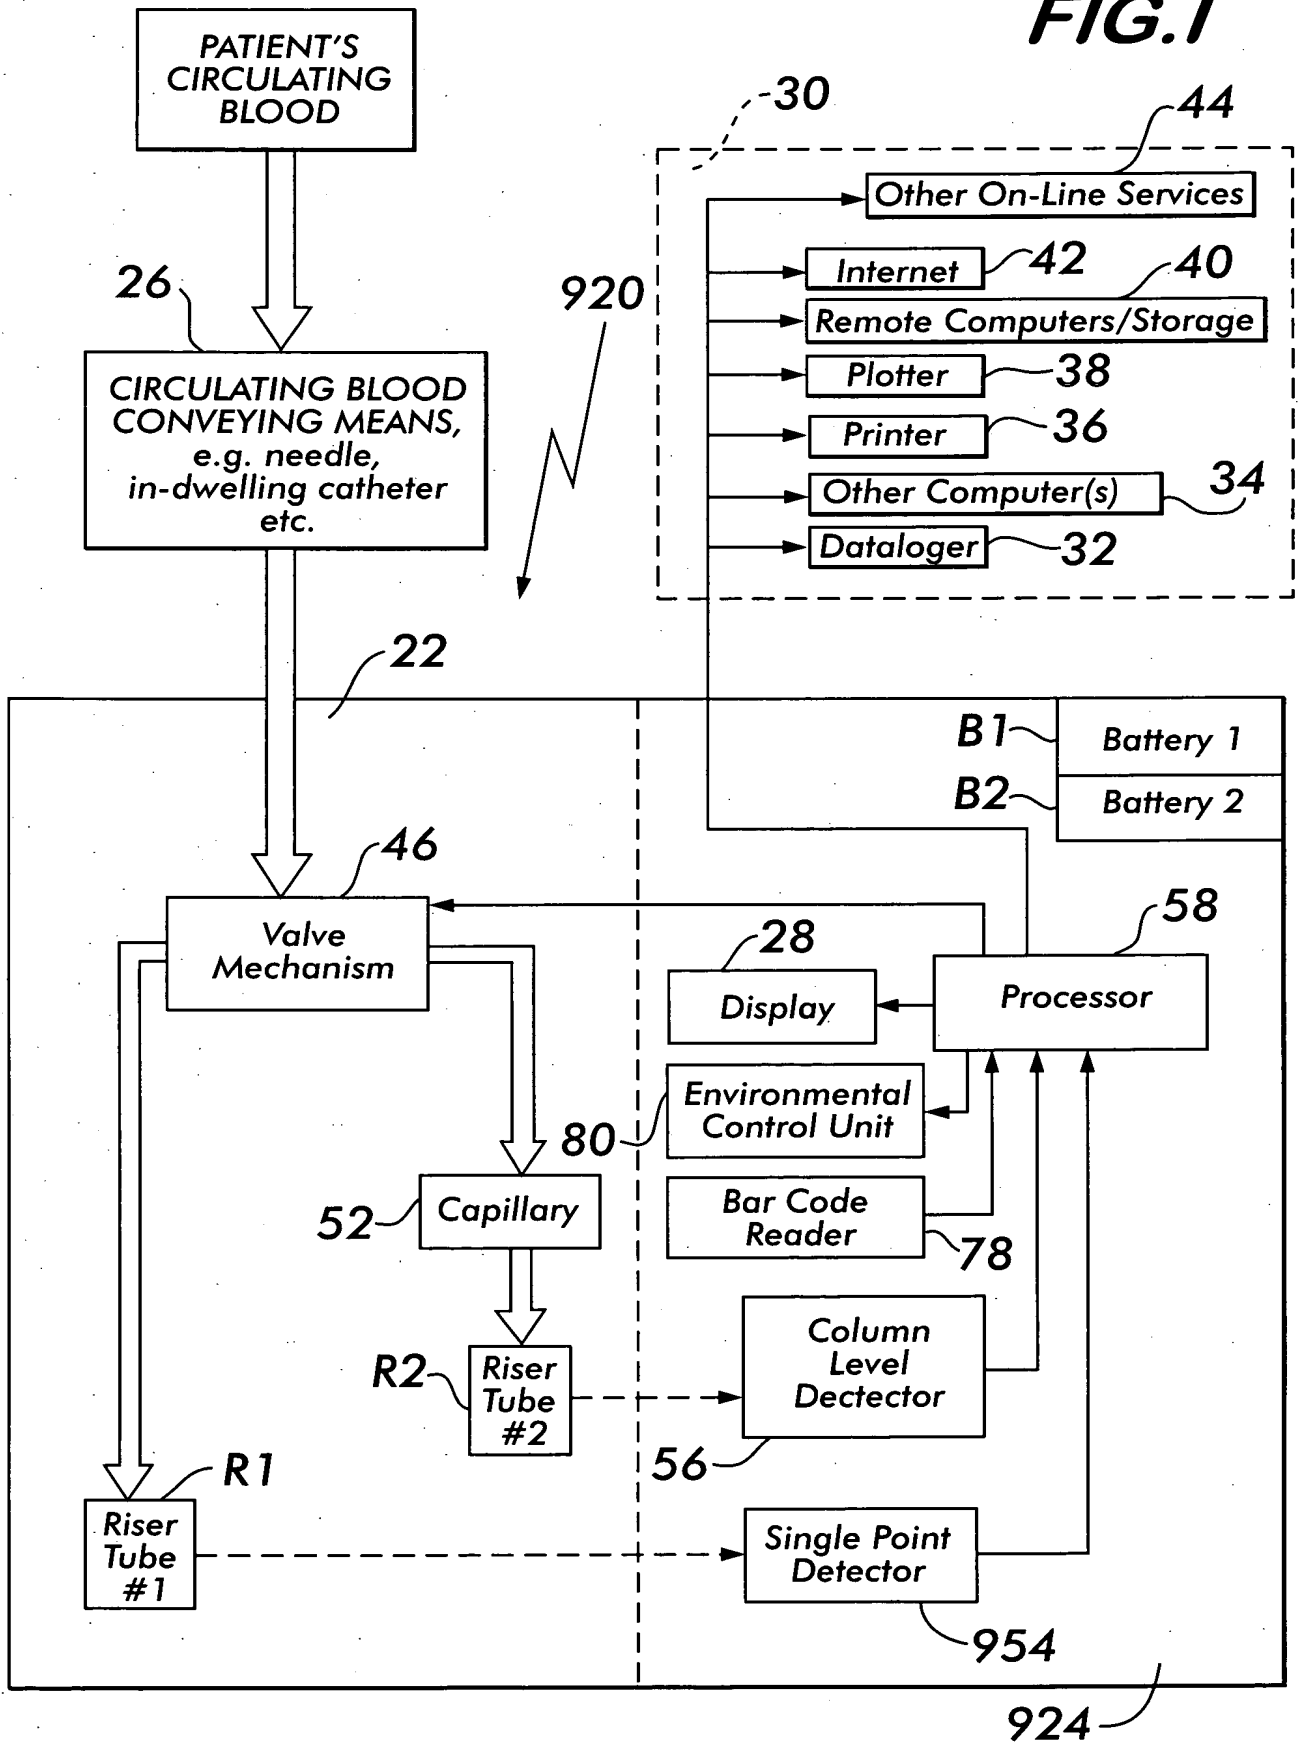 FIG.1
PATIENT'S
CIRCULATING
BLOOD
30
44
Other On-Line Services
Internet
42
40
Remote Computers/Storage
Plotter
38
Printer
36
Other Computer(s)
34
Dataloger
32
26
CIRCULATING BLOOD
CONVEYING MEANS,
e.g. needle,
in-dwelling catheter
etc.
920
22
B1
Battery 1
B2
Battery 2
46
Valve
Mechanism
58
Processor
28
Display
Environmental
Control Unit
80
Bar Code
Reader
78
52
Capillary
Column
Level
Dectector
56
R2
Riser
Tube
#2
R1
Riser
Tube
#1
Single Point
Detector
954
924